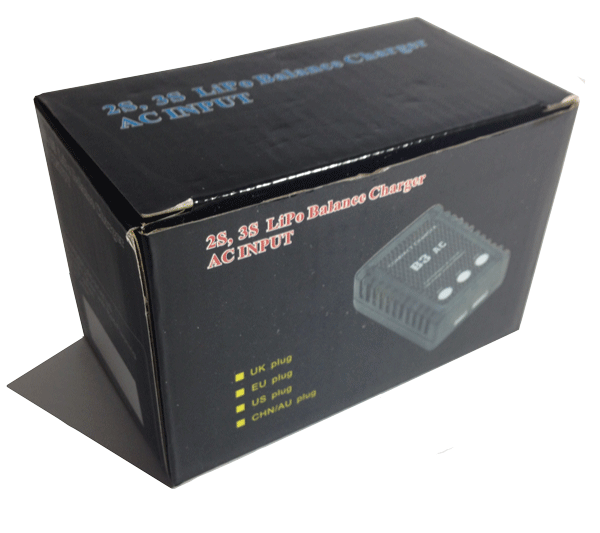 2S, 3S LiPo Balance Charger
AC INPUT
2S, 3S LiPo Balance Charger
AC INPUT
B3 AC
UK plug
EU plug
US plug
CHN/AU plug